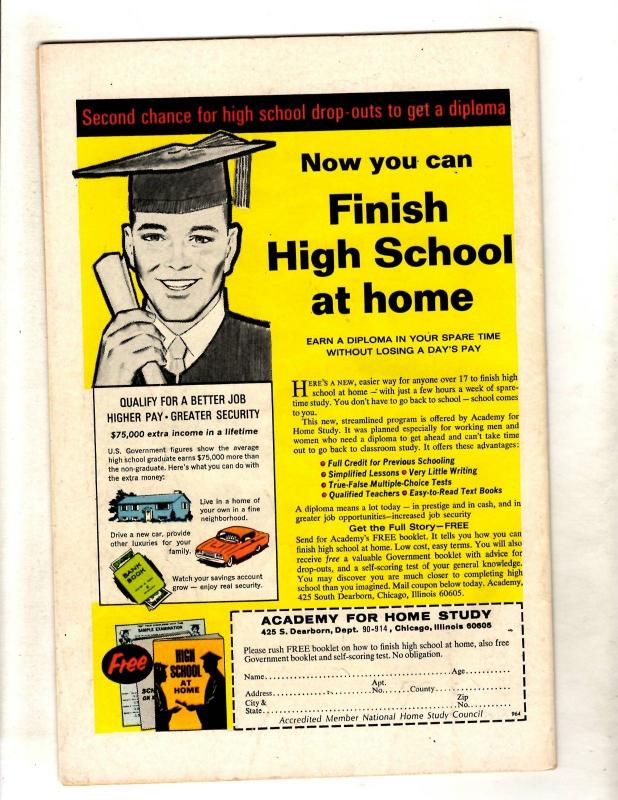 Second chance for high school drop-outs to get a diploma
Now you can
Finish
High School
at home
EARN A DIPLOMA IN YOUR SPARE TIME
WITHOUT LOSING A DAY'S PAY
HERE'S A NEW, easier way for anyone over 17 to finish high
school at home — with just a few hours a week of spare-
time study. You don't have to go back to school — school comes
to you.
This new, streamlined program is offered by Academy for
Home Study. It was planned especially for working men and
women who need a diploma to get ahead and can't take time
out to go back to classroom study. It offers these advantages:
Full Credit for Previous Schooling
Simplified Lessons • Very Little Writing
True-False Multiple-Choice Tests
Qualified Teachers • Easy-to-Read Text Books
A diploma means a lot today — in prestige and in cash, and in
greater job opportunities—increased job security
Get the Full Story—FREE
Send for Academy's FREE booklet. It tells you how you can
finish high school at home. Low cost, easy terms. You will also
receive free a valuable Government booklet with advice for
drop-outs, and a self-scoring test of your general knowledge.
You may discover you are much closer to completing high
school than you imagined. Mail coupon below today. Academy,
425 South Dearborn, Chicago, Illinois 60605.
QUALIFY FOR A BETTER JOB
HIGHER PAY • GREATER SECURITY
$75,000 extra income in a lifetime
U.S. Government figures show the average
high school graduate earns $75,000 more than
the non-graduate. Here's what you can do with
the extra money:
Live in a home of
your own in a fine
neighborhood.
Drive a new car, provide
other luxuries for your
family.
BANK
BOOK
Watch your savings account
grow — enjoy real security.
SAMPLE EXAMINATION
Free
HIGH
SCHOOL
AT
HOME
ACADEMY FOR HOME STUDY
425 S. Dearborn, Dept. 90-914, Chicago, Illinois 60605
Please rush FREE booklet on how to finish high school at home, also free
Government booklet and self-scoring test. No obligation.
Name Age
Address Apt. No. County
City & State Zip No.
Accredited Member National Home Study Council 964